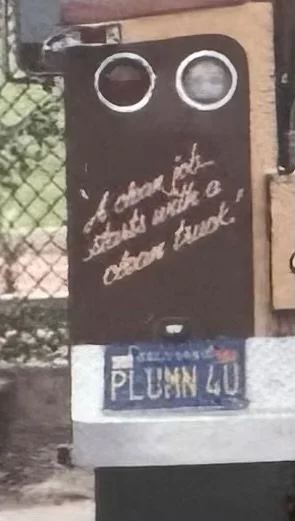 "A clean job
starts with a
clean truck."
PLUMN 4U